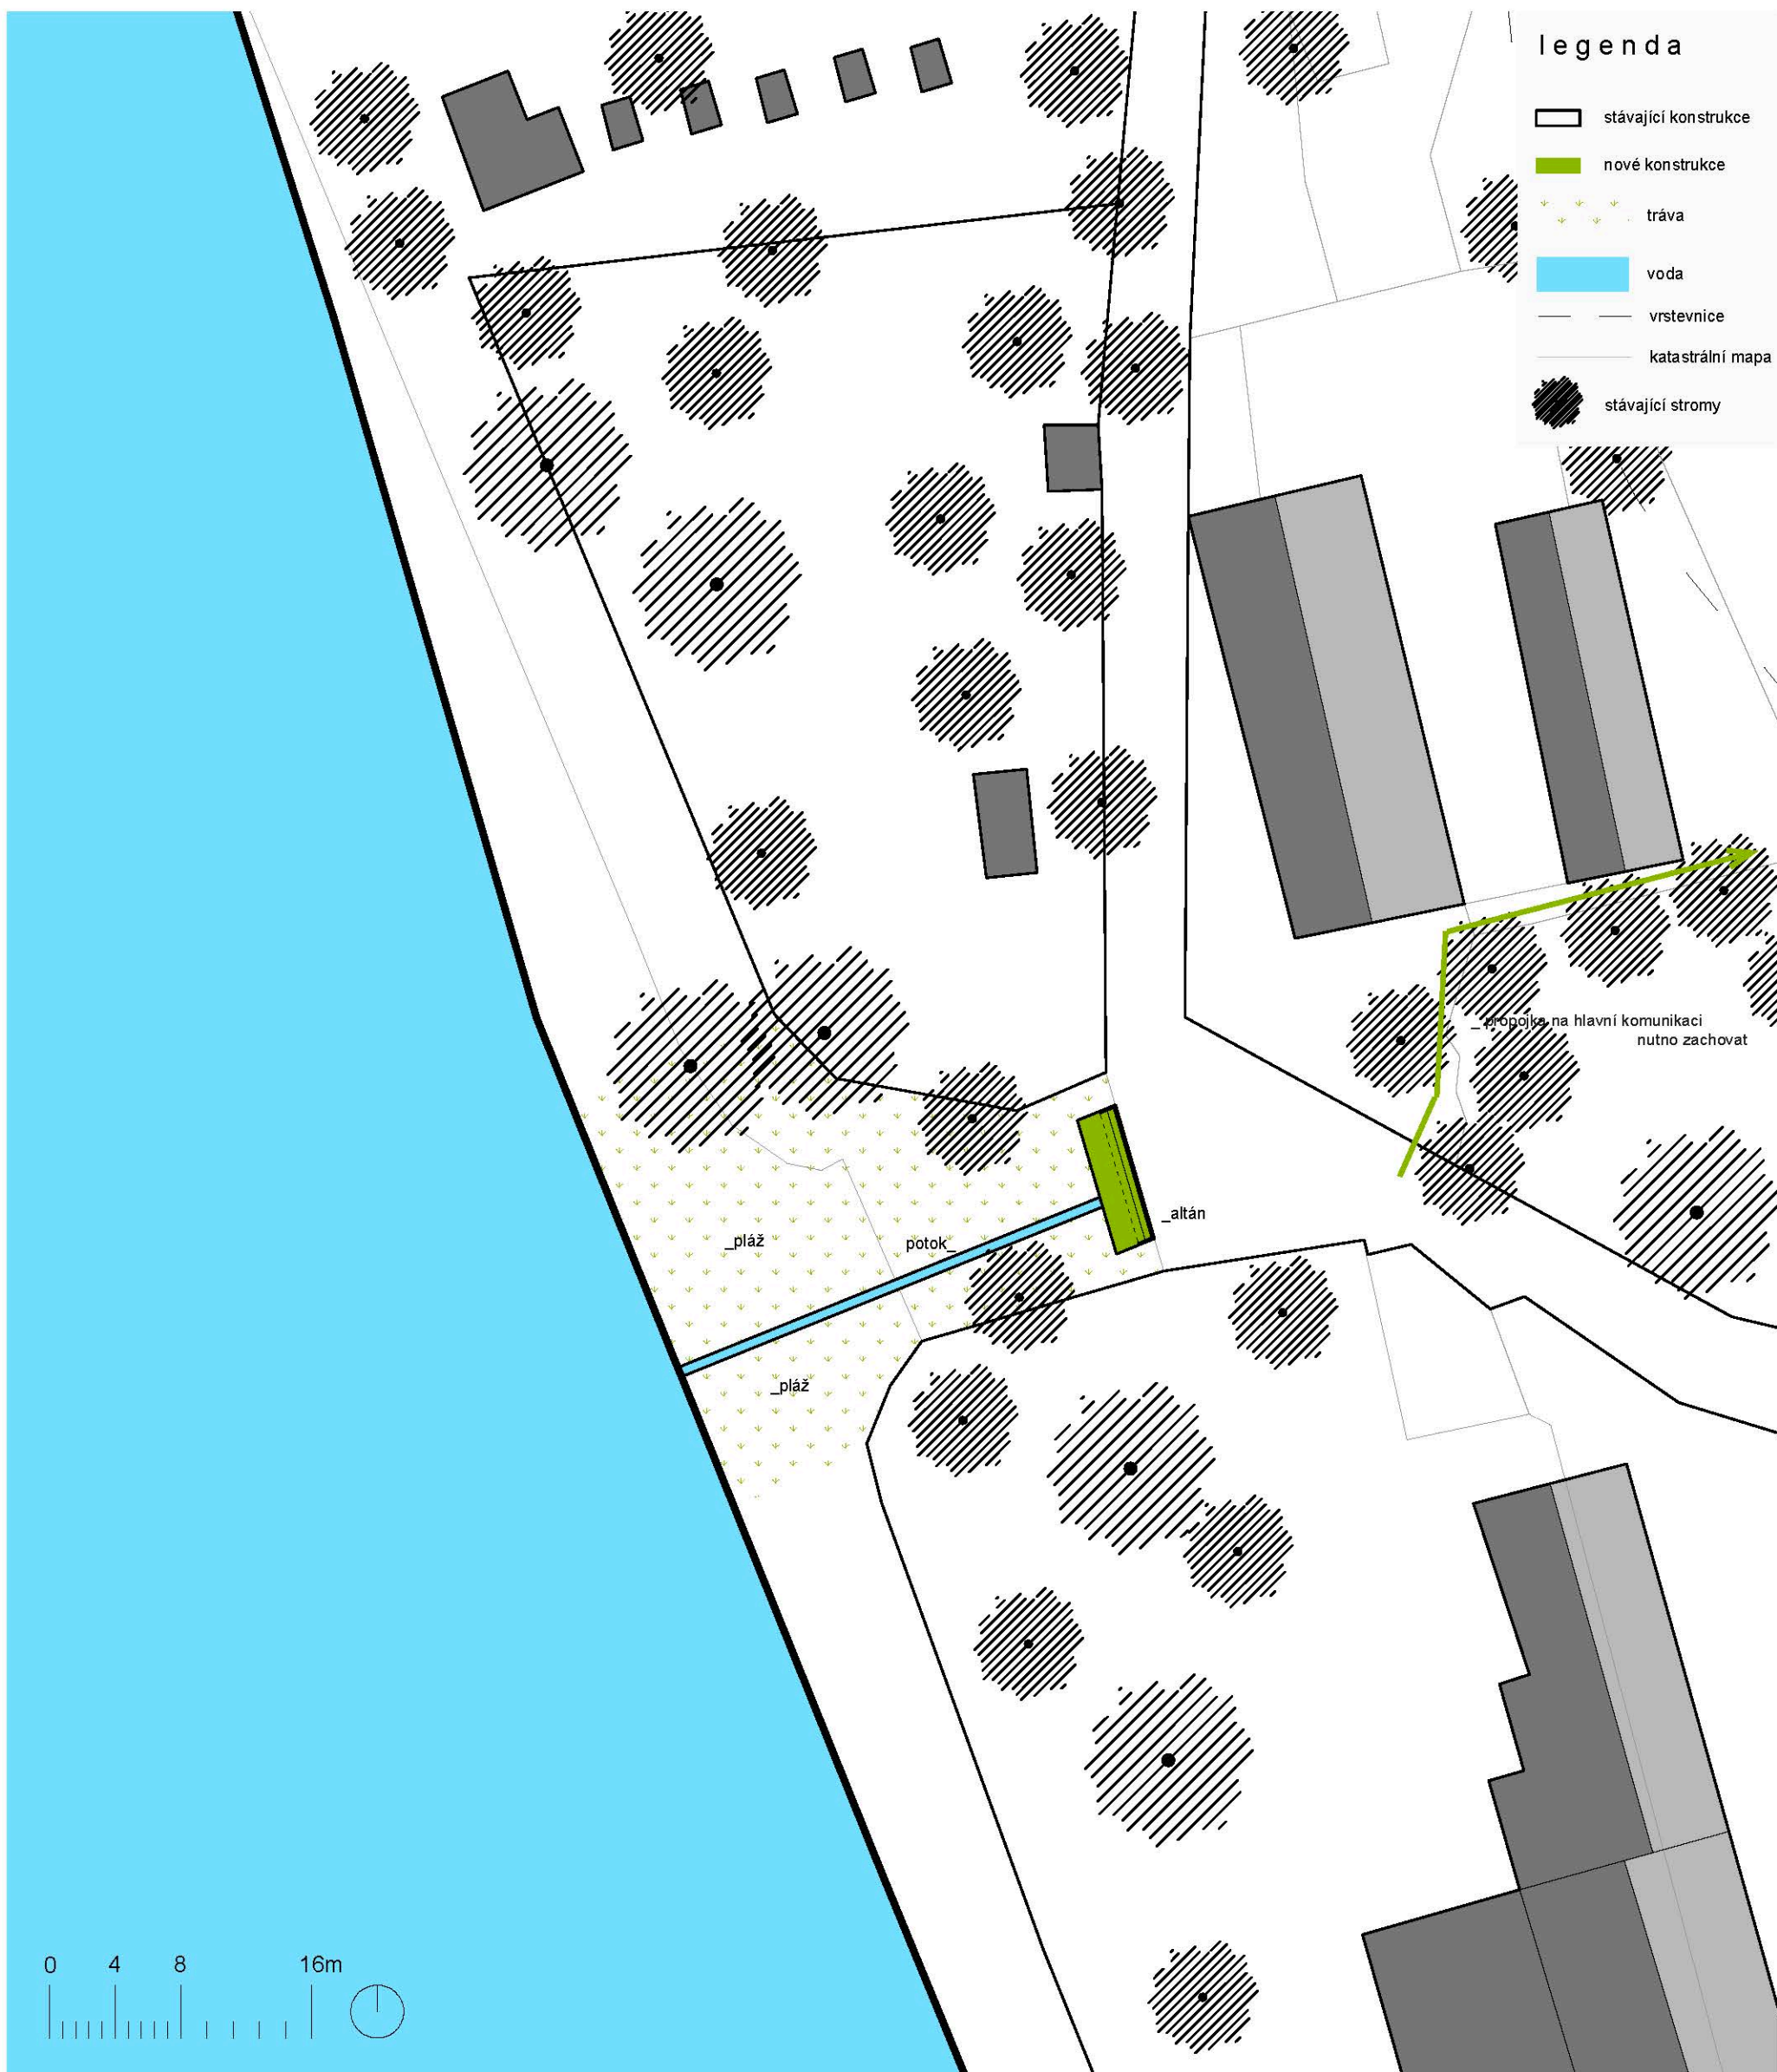 legenda
stávající konstrukce
nové konstrukce
tráva
voda
vrstevnice
katastrální mapa
stávající stromy
_ propojka na hlavní komunikaci
nutno zachovat
_altán
_pláž
potok_
_pláž
0 4 8 16m